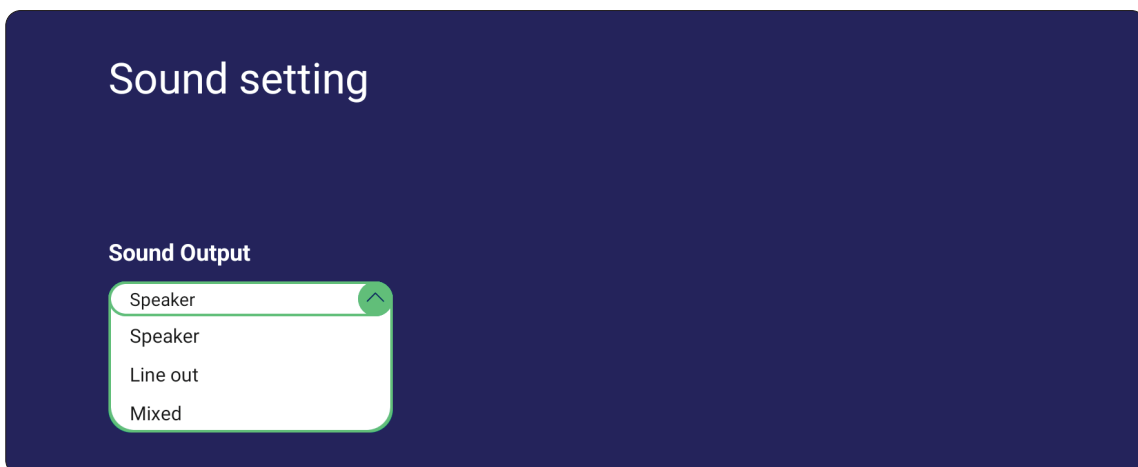 Sound setting
Sound Output
Speaker
Speaker
Line out
Mixed